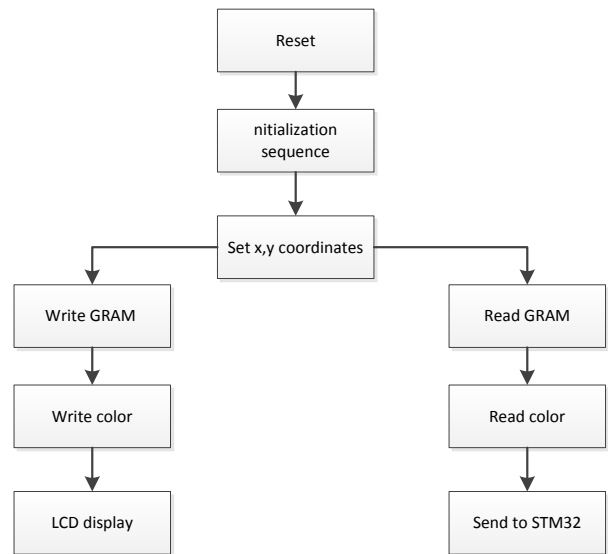 Reset
nitialization
sequence
Set x,y coordinates
Write GRAM
Read GRAM
Write color
Read color
LCD display
Send to STM32